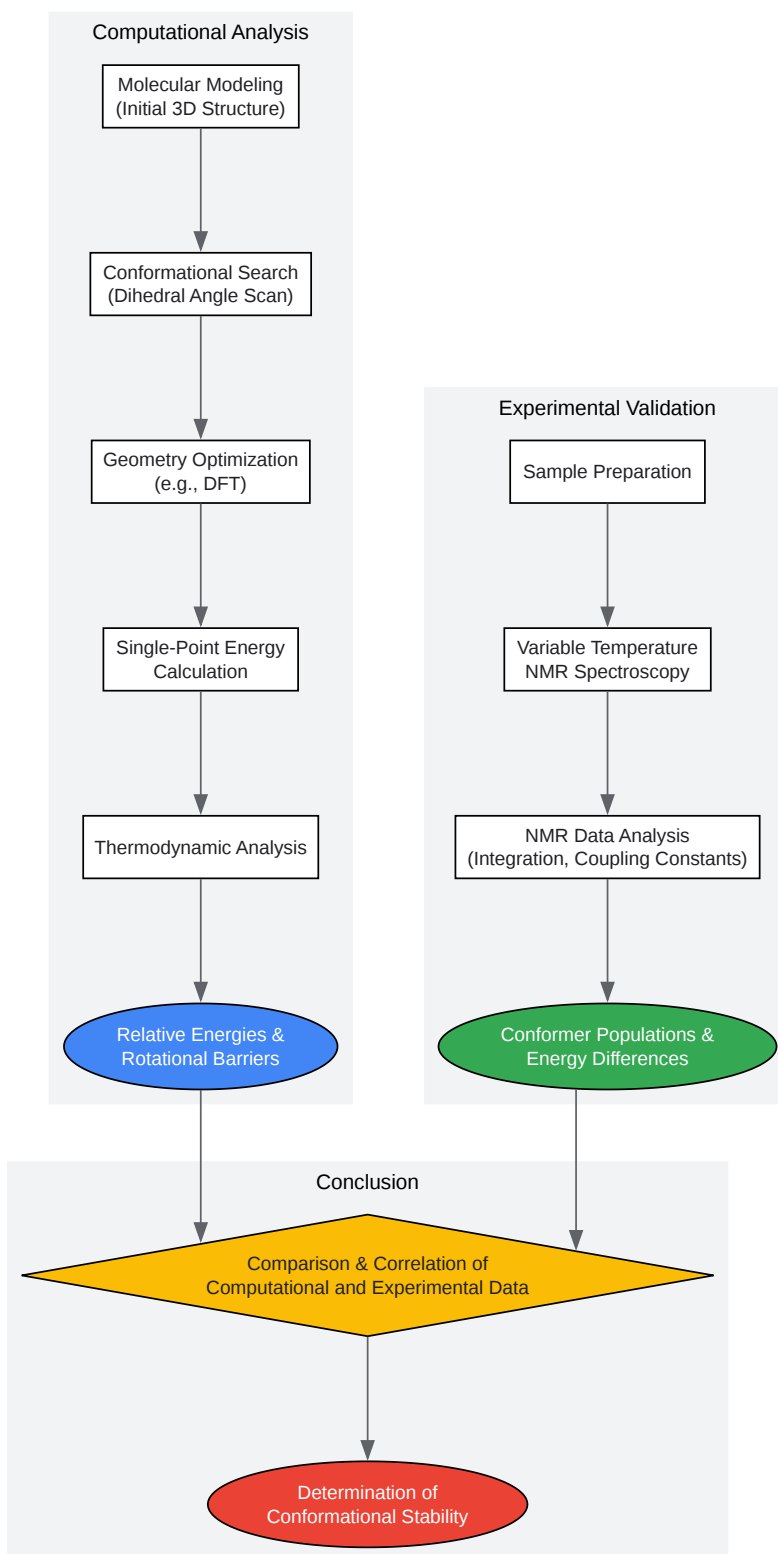 Computational Analysis
Molecular Modeling
(Initial 3D Structure)
Conformational Search
(Dihedral Angle Scan)
Geometry Optimization
(e.g., DFT)
Single-Point Energy
Calculation
Thermodynamic Analysis
Relative Energies &
Rotational Barriers
Experimental Validation
Sample Preparation
Variable Temperature
NMR Spectroscopy
NMR Data Analysis
(Integration, Coupling Constants)
Conformer Populations &
Energy Differences
Conclusion
Comparison & Correlation of
Computational and Experimental Data
Determination of
Conformational Stability